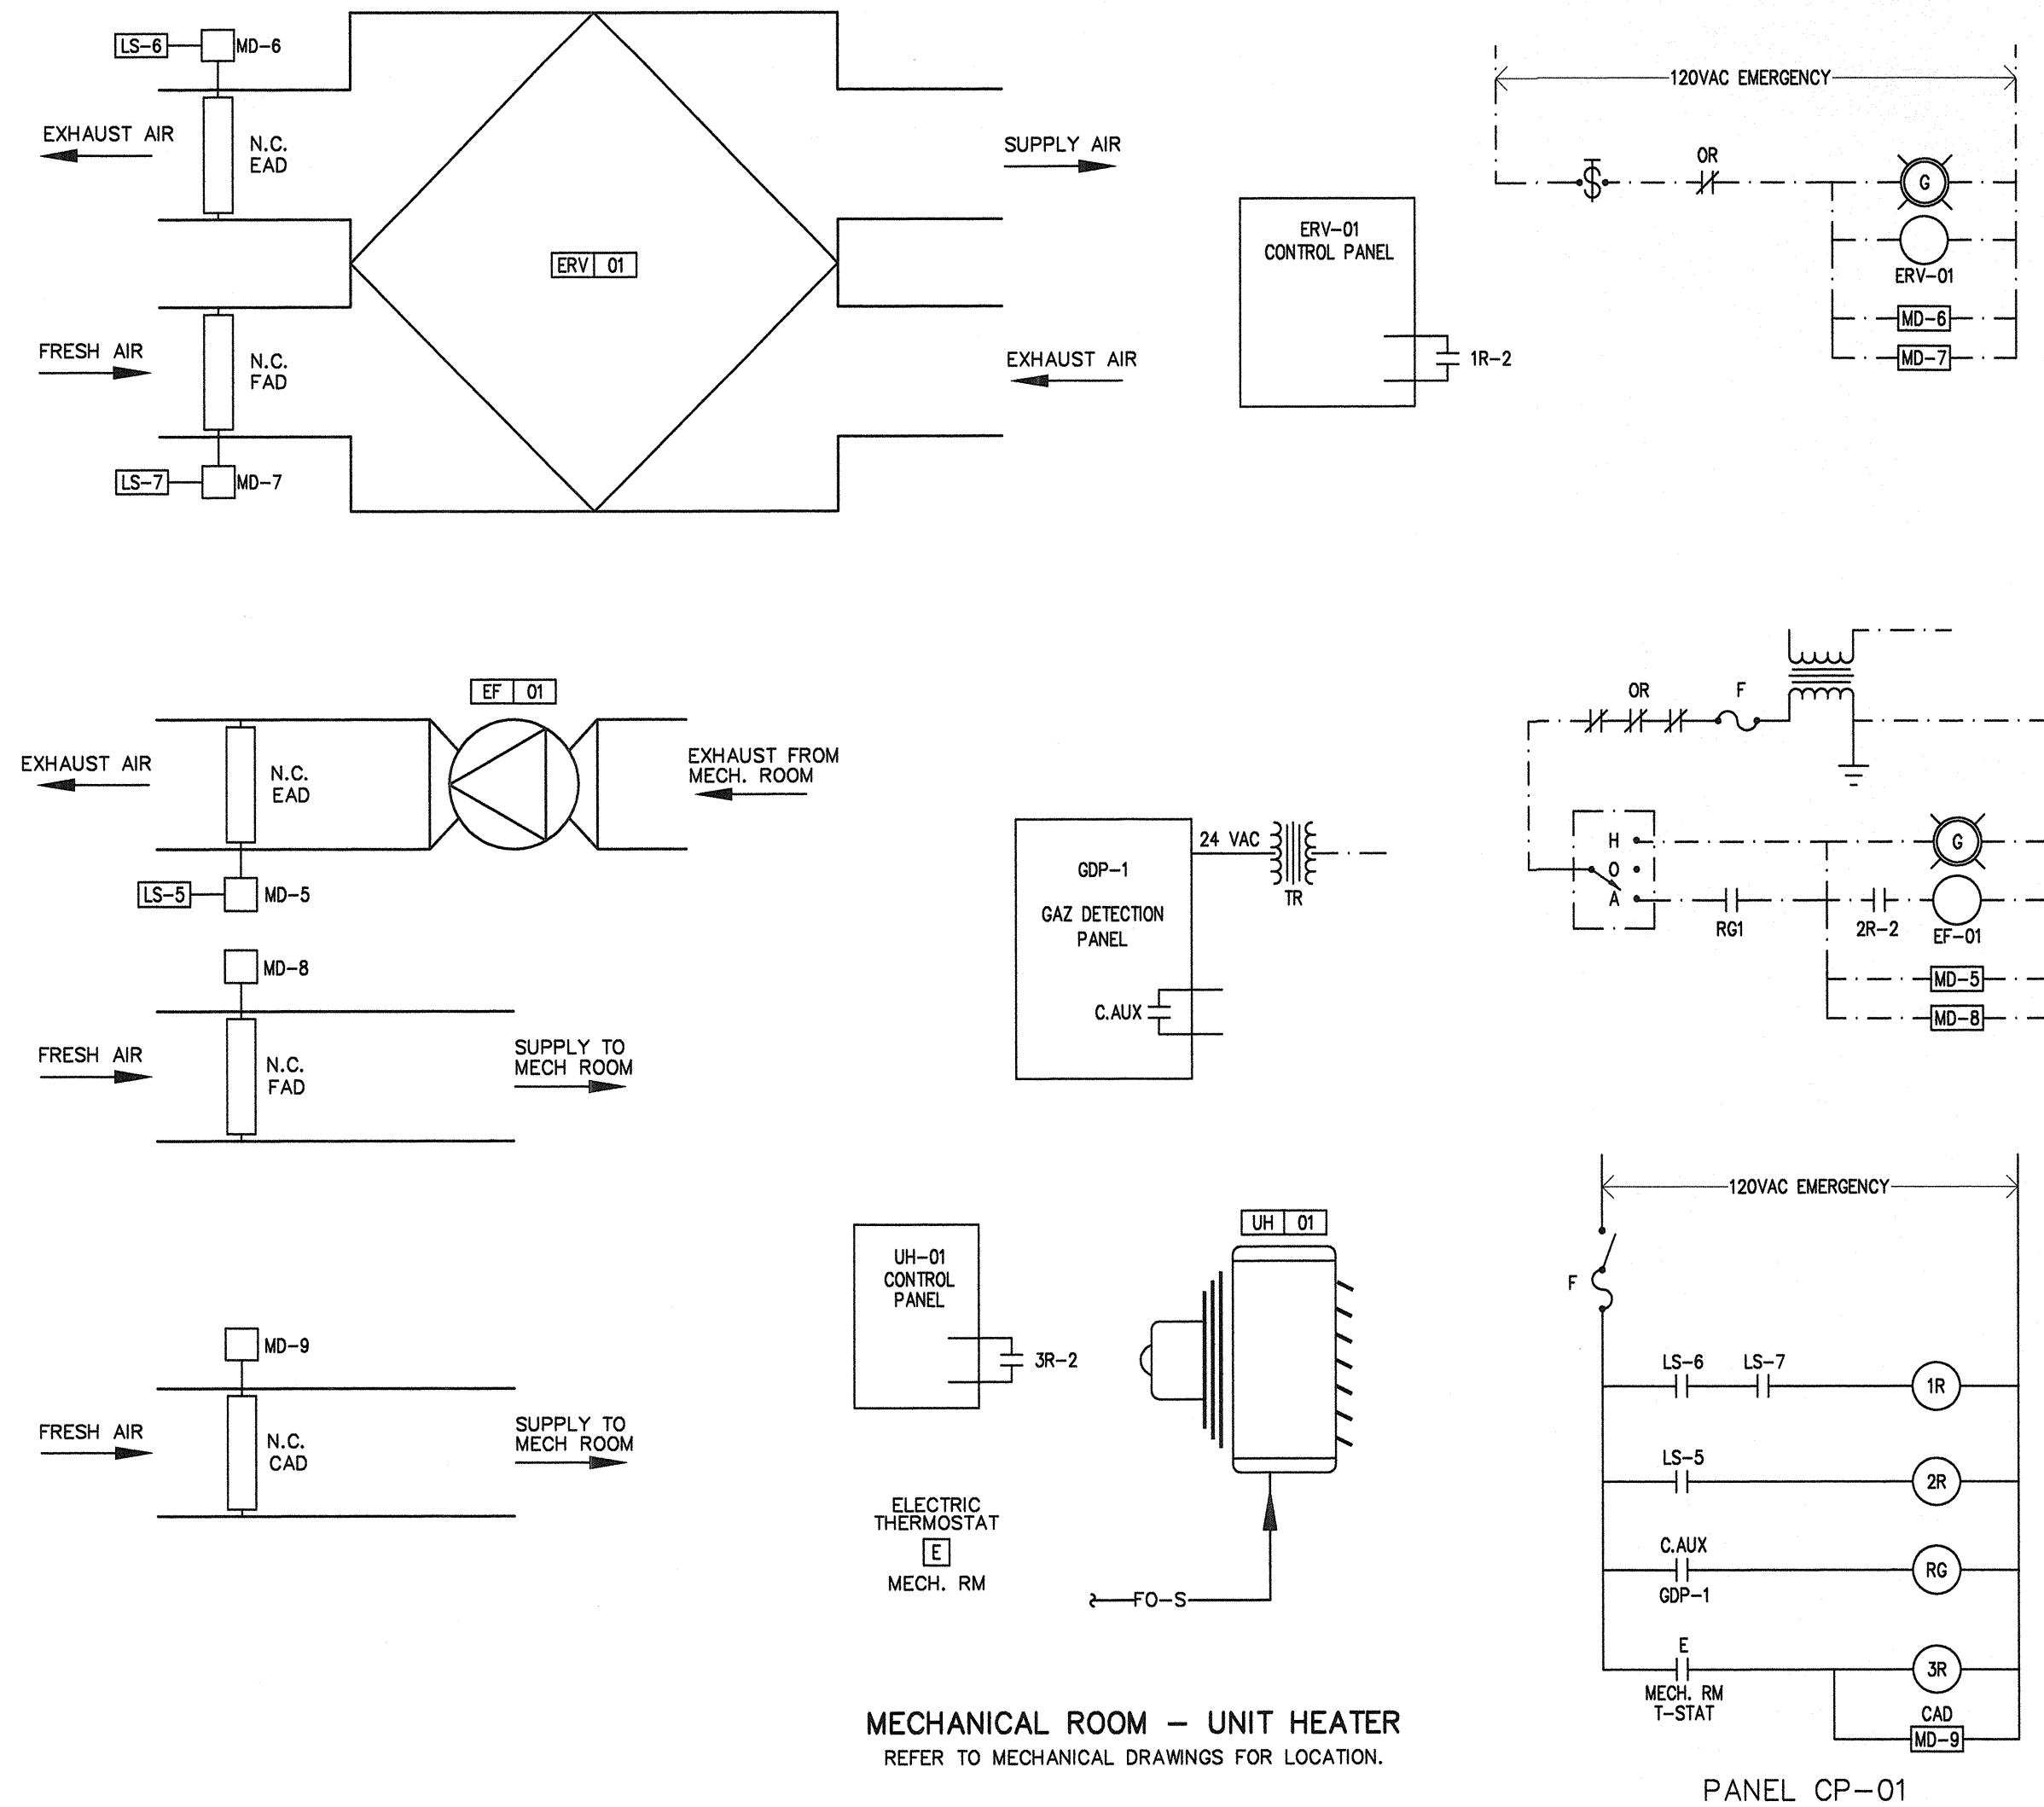 LS-6
MD-6
EXHAUST AIR
N.C.
EAD
SUPPLY AIR
ERV 01
FRESH AIR
N.C.
FAD
EXHAUST AIR
LS-7
MD-7
ERV-01
CONTROL PANEL
1R-2
120VAC EMERGENCY
OR
G
ERV-01
MD-6
MD-7
EF 01
EXHAUST AIR
N.C.
EAD
EXHAUST FROM
MECH. ROOM
LS-5
MD-5
MD-8
FRESH AIR
N.C.
FAD
SUPPLY TO
MECH ROOM
GDP-1
GAZ DETECTION
PANEL
24 VAC
TR
C.AUX
OR
F
H
O
A
RG1
2R-2
G
EF-01
MD-5
MD-8
MD-9
FRESH AIR
N.C.
CAD
SUPPLY TO
MECH ROOM
UH-01
CONTROL
PANEL
3R-2
UH 01
ELECTRIC
THERMOSTAT
E
MECH. RM
FO-S
MECHANICAL ROOM - UNIT HEATER
REFER TO MECHANICAL DRAWINGS FOR LOCATION.
120VAC EMERGENCY
F
LS-6
LS-7
1R
LS-5
2R
C.AUX
GDP-1
RG
E
MECH. RM
T-STAT
3R
CAD
MD-9
PANEL CP-01